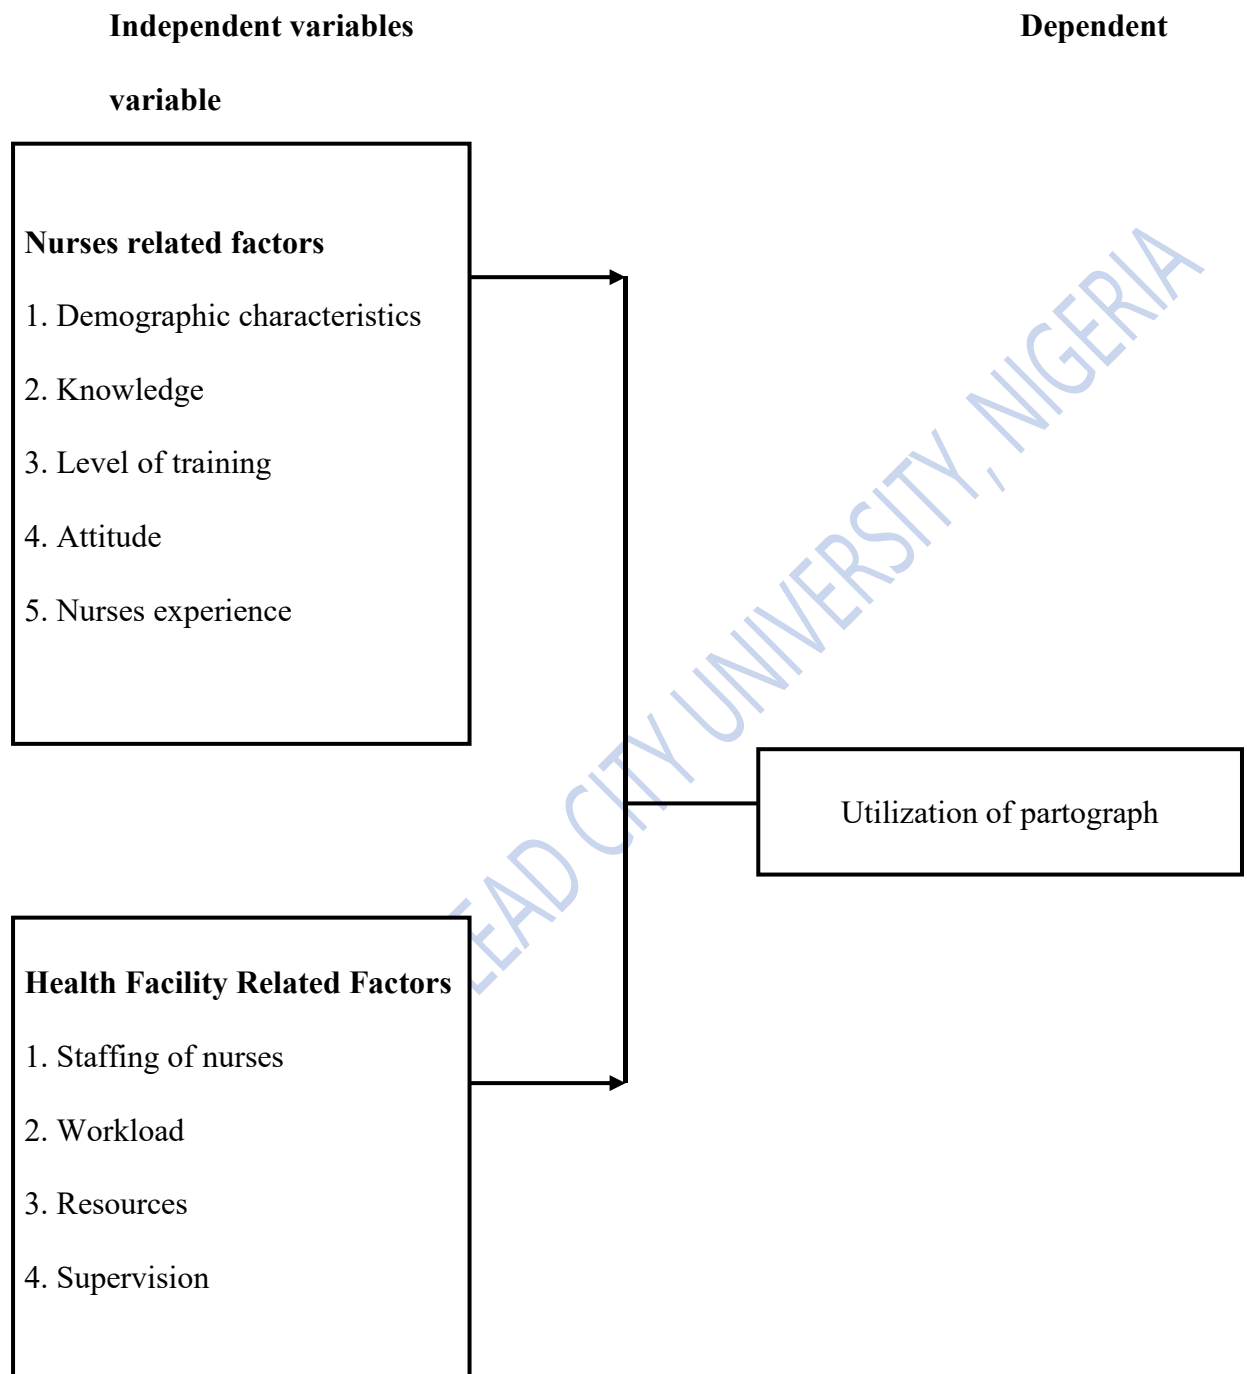 Independent variables Dependent
variable
Nurses related factors
1. Demographic characteristics
2. Knowledge
3. Level of training
4. Attitude
5. Nurses experience
Utilization of partograph
Health Facility Related Factors
1. Staffing of nurses
2. Workload
3. Resources
4. Supervision
LEAD CITY UNIVERSITY, NIGERIA